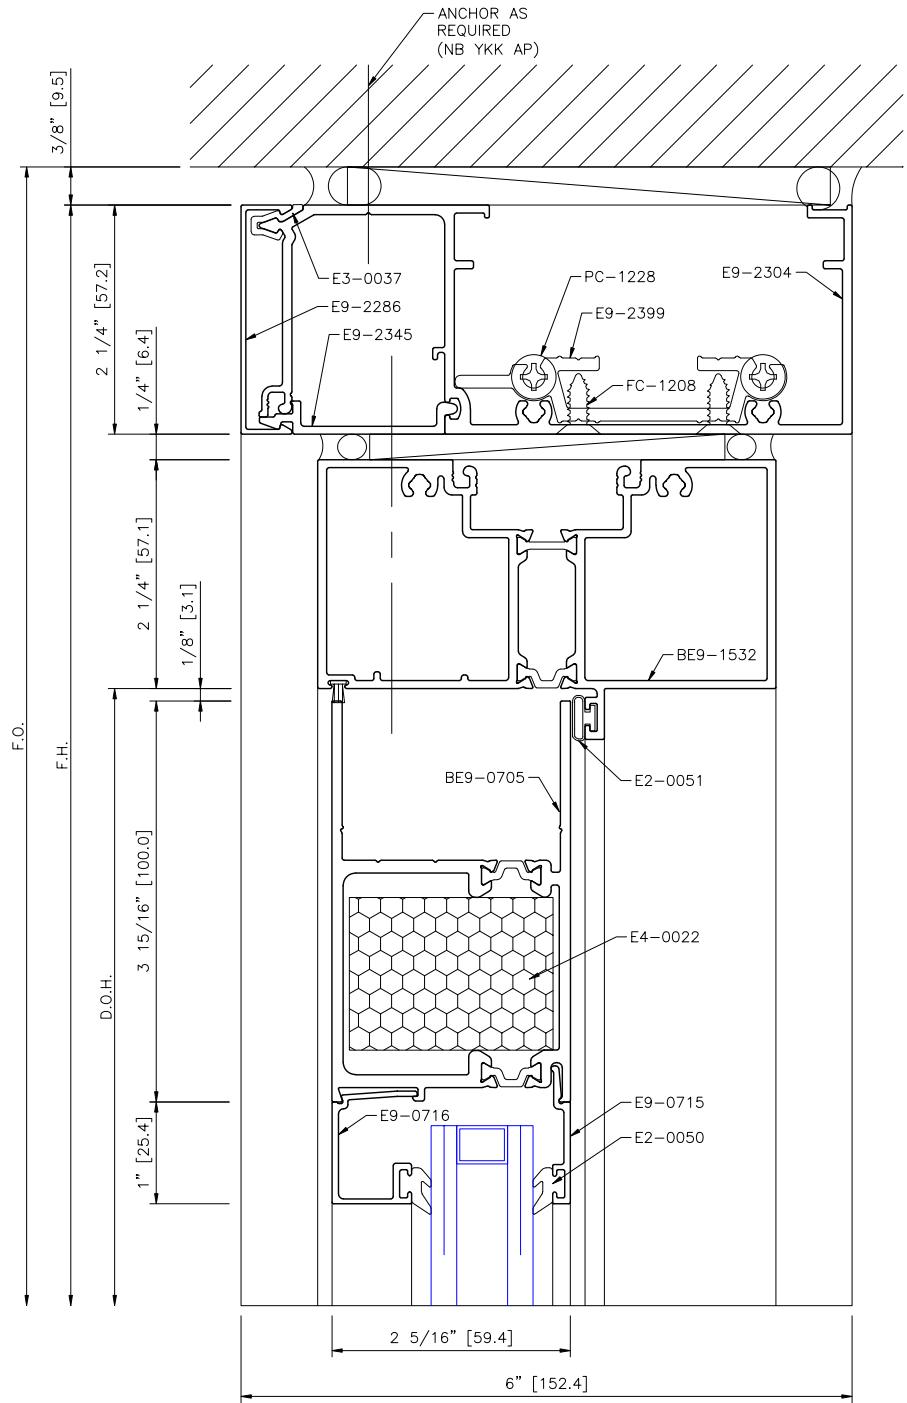 ANCHOR AS
REQUIRED
(NB YKK AP)
3/8" [9.5]
2 1/4" [57.2]
1/4" [6.4]
2 1/4" [57.1]
1/8" [3.1]
3 15/16" [100.0]
1" [25.4]
F.O.
F.H.
D.O.H.
E3-0037
E9-2286
E9-2345
PC-1228
E9-2304
E9-2399
FC-1208
BE9-1532
BE9-0705
E2-0051
E4-0022
E9-0716
E9-0715
E2-0050
2 5/16" [59.4]
6" [152.4]